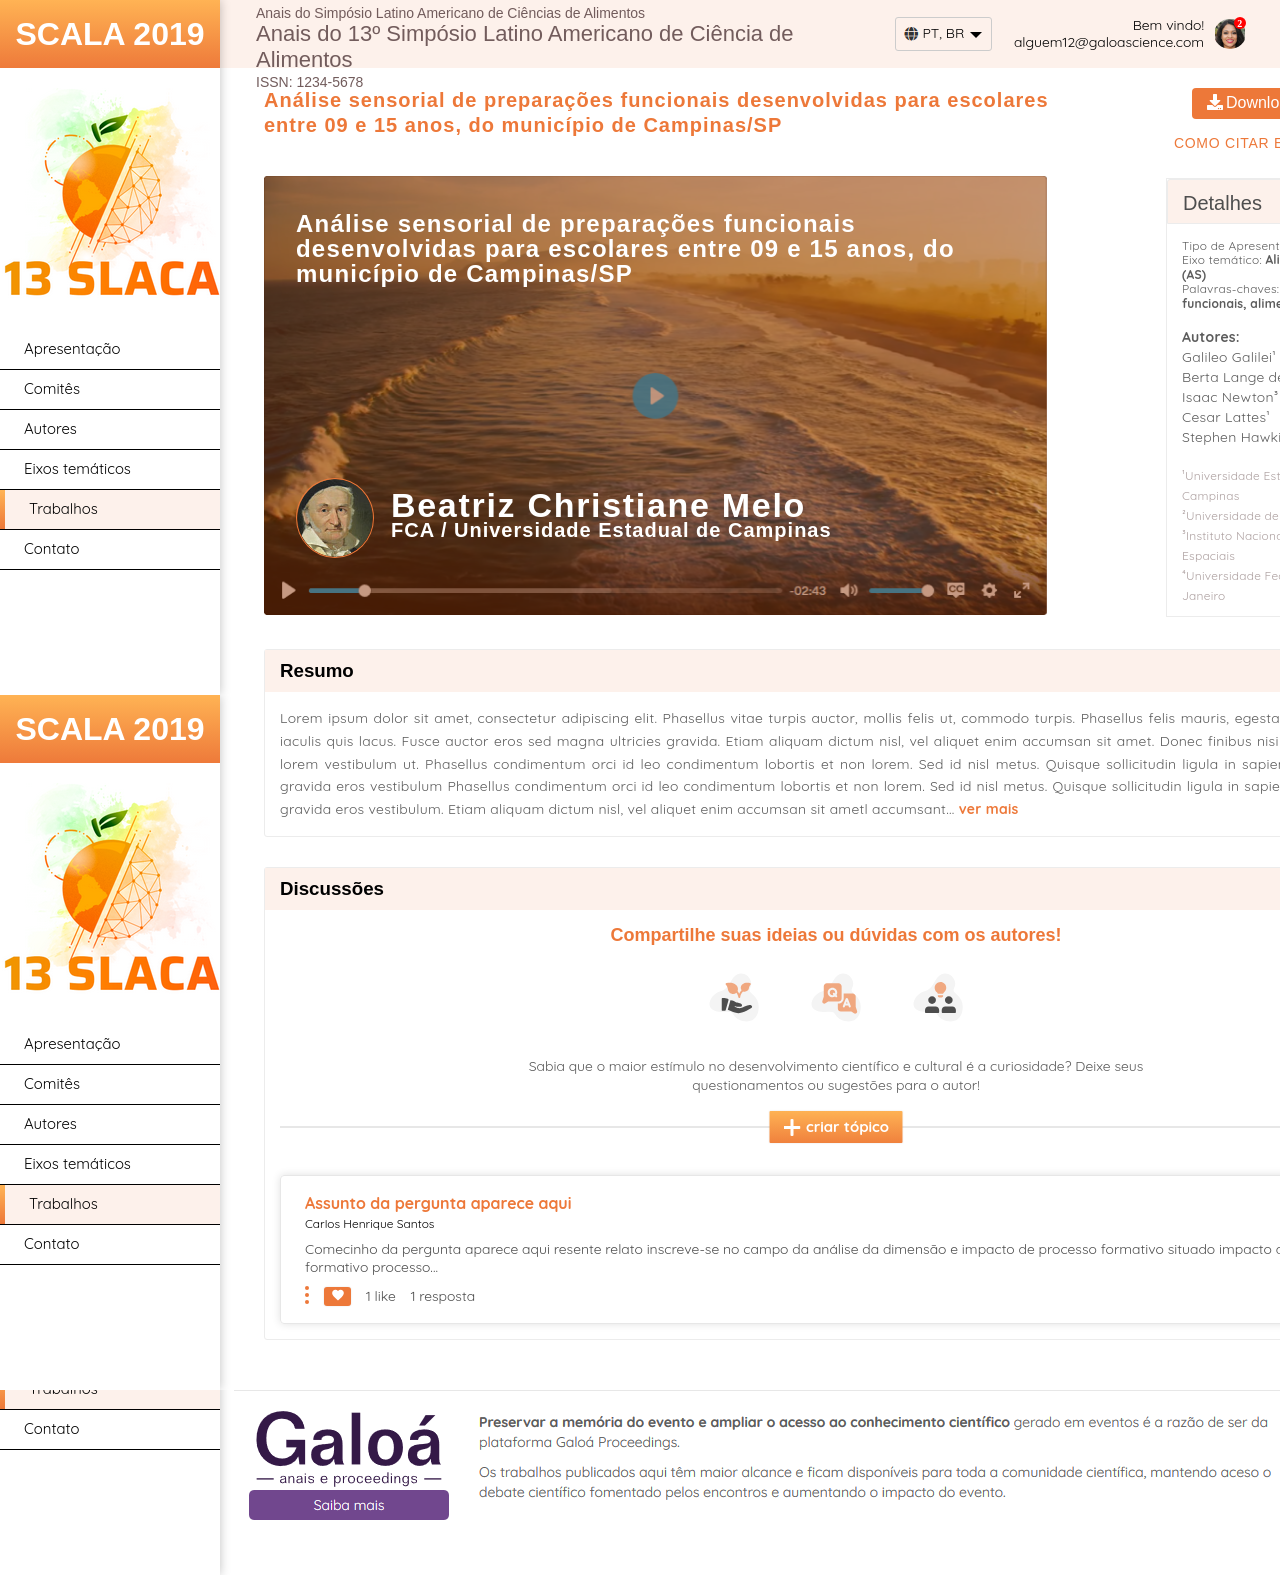 SCALA 2019
Anais do Simpósio Latino Americano de Ciências de Alimentos
Anais do 13º Simpósio Latino Americano de Ciência de
Alimentos
ISSN: 1234-5678
PT, BR
Bem vindo!
alguem12@galoascience.com
2
13 SLACA
Apresentação
Comitês
Autores
Eixos temáticos
Trabalhos
Contato
Análise sensorial de preparações funcionais desenvolvidas para escolares
entre 09 e 15 anos, do município de Campinas/SP
Downlo
COMO CITAR E
Análise sensorial de preparações funcionais
desenvolvidas para escolares entre 09 e 15 anos, do
município de Campinas/SP
Beatriz Christiane Melo
FCA / Universidade Estadual de Campinas
-02:43
CC
Detalhes
Tipo de Apresent
Eixo temático: Ali
(AS)
Palavras-chaves:
funcionais, alime
Autores:
Galileo Galilei¹
Berta Lange de
Isaac Newton³
Cesar Lattes¹
Stephen Hawki
¹Universidade Est
Campinas
²Universidade de
³Instituto Naciona
Espaciais
⁴Universidade Fed
Janeiro
Resumo
Lorem ipsum dolor sit amet, consectetur adipiscing elit. Phasellus vitae turpis auctor, mollis felis ut, commodo turpis. Phasellus felis mauris, egesta
iaculis quis lacus. Fusce auctor eros sed magna ultricies gravida. Etiam aliquam dictum nisl, vel aliquet enim accumsan sit amet. Donec finibus nisi
lorem vestibulum ut. Phasellus condimentum orci id leo condimentum lobortis et non lorem. Sed id nisl metus. Quisque sollicitudin ligula in sapien
gravida eros vestibulum Phasellus condimentum orci id leo condimentum lobortis et non lorem. Sed id nisl metus. Quisque sollicitudin ligula in sapie
gravida eros vestibulum. Etiam aliquam dictum nisl, vel aliquet enim accumsan sit ametl accumsant... ver mais
SCALA 2019
13 SLACA
Apresentação
Comitês
Autores
Eixos temáticos
Trabalhos
Contato
Discussões
Compartilhe suas ideias ou dúvidas com os autores!
Q
A
Sabia que o maior estímulo no desenvolvimento científico e cultural é a curiosidade? Deixe seus
questionamentos ou sugestões para o autor!
criar tópico
Assunto da pergunta aparece aqui
Carlos Henrique Santos
Comecinho da pergunta aparece aqui resente relato inscreve-se no campo da análise da dimensão e impacto de processo formativo situado impacto d
formativo processo...
1 like 1 resposta
Trabalhos
Contato
Galoá
anais e proceedings
Saiba mais
Preservar a memória do evento e ampliar o acesso ao conhecimento científico gerado em eventos é a razão de ser da
plataforma Galoá Proceedings.
Os trabalhos publicados aqui têm maior alcance e ficam disponíveis para toda a comunidade científica, mantendo aceso o
debate científico fomentado pelos encontros e aumentando o impacto do evento.